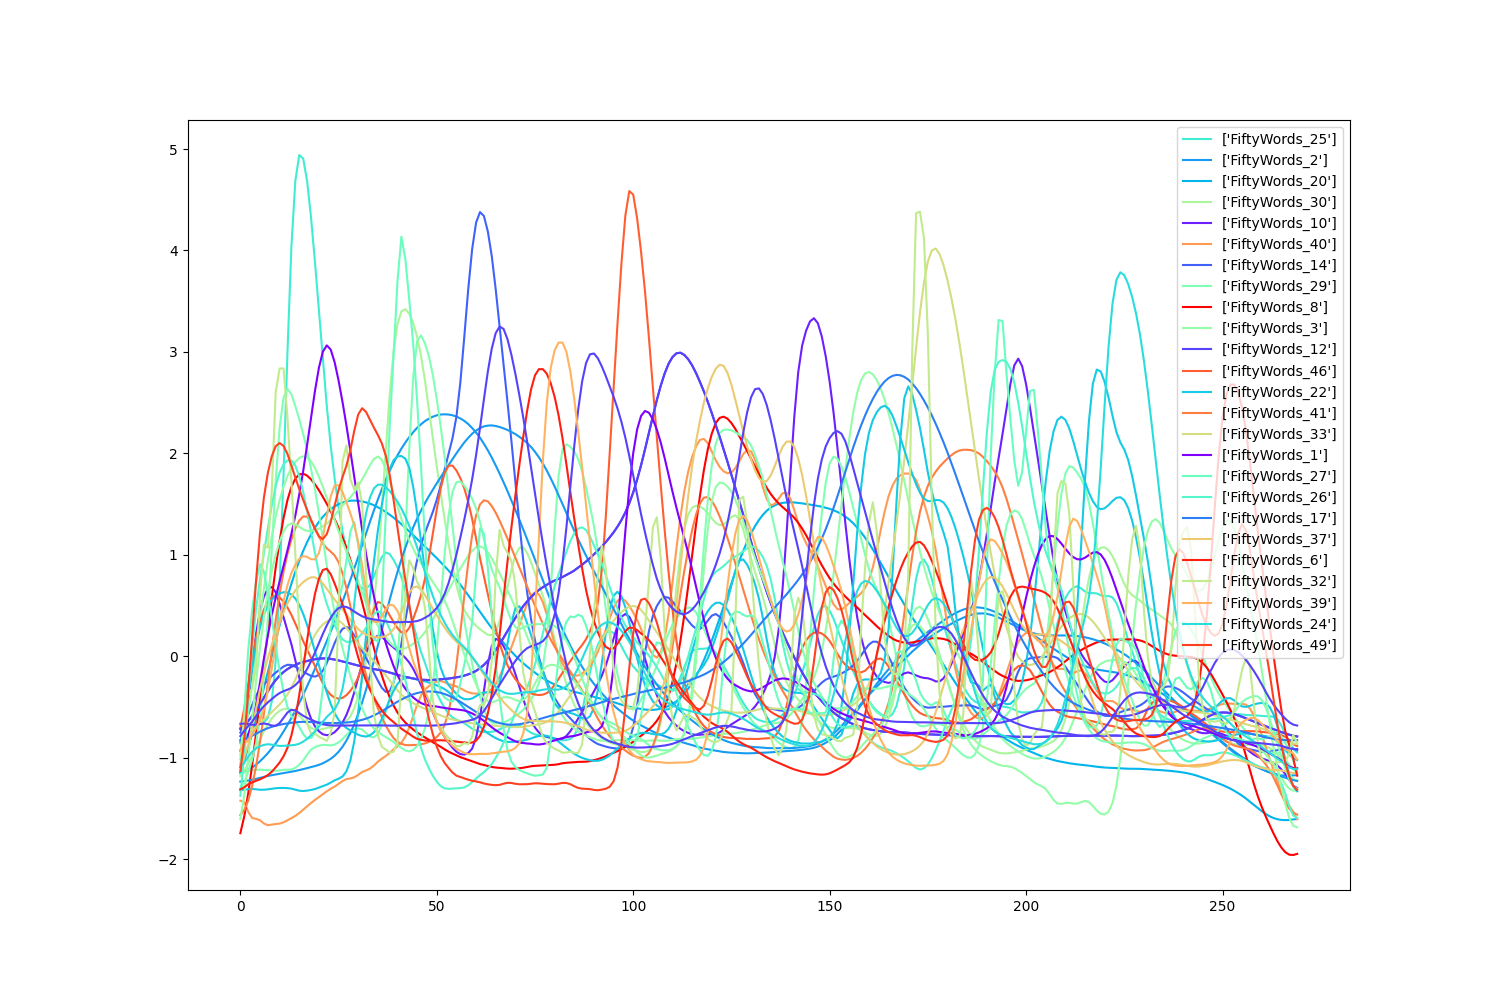 5
4
3
2
1
0
−1
−2
0 50 100 150 200 250
['FiftyWords_25']
['FiftyWords_2']
['FiftyWords_20']
['FiftyWords_30']
['FiftyWords_10']
['FiftyWords_40']
['FiftyWords_14']
['FiftyWords_29']
['FiftyWords_8']
['FiftyWords_3']
['FiftyWords_12']
['FiftyWords_46']
['FiftyWords_22']
['FiftyWords_41']
['FiftyWords_33']
['FiftyWords_1']
['FiftyWords_27']
['FiftyWords_26']
['FiftyWords_17']
['FiftyWords_37']
['FiftyWords_6']
['FiftyWords_32']
['FiftyWords_39']
['FiftyWords_24']
['FiftyWords_49']